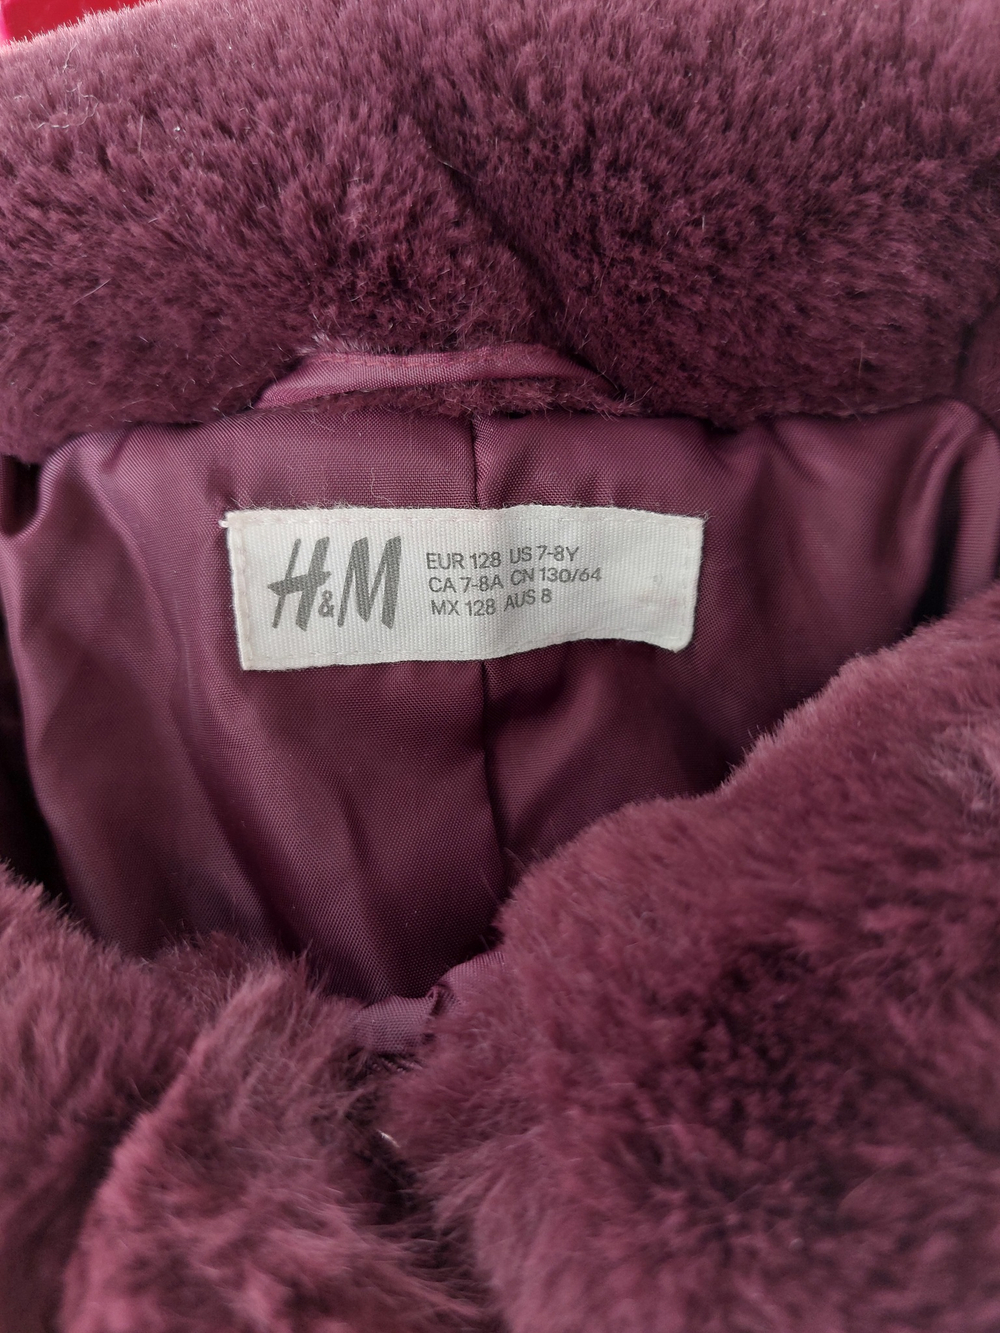 H&M
EUR 128 US 7-8Y
CA 7-8A CN 130/64
MX 128 AUS 8